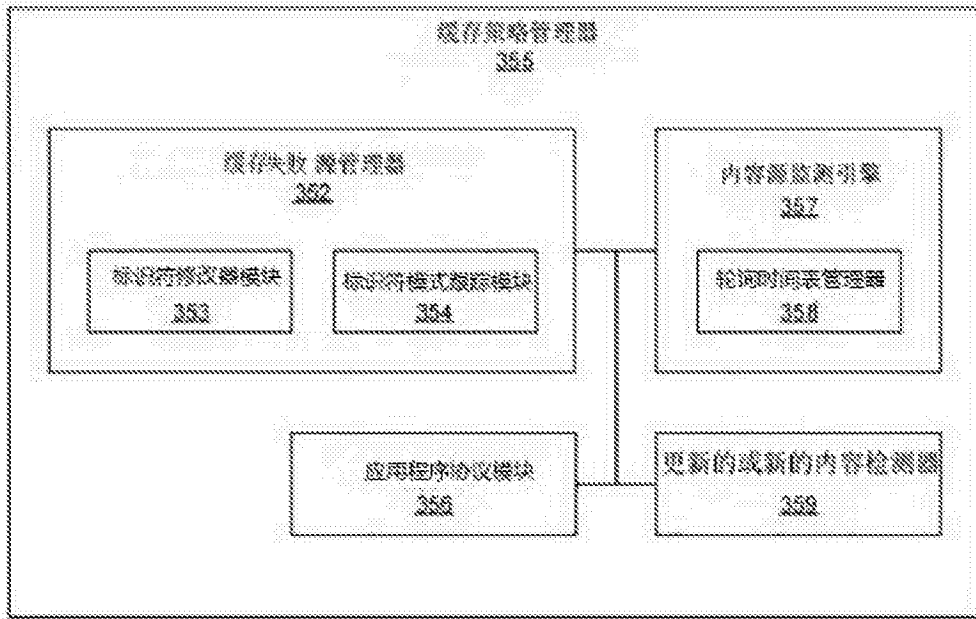 缓存策略管理器
355
缓存失败 源管理器
352
内容源监测引擎
357
标识符修改器模块
353
标识符模式跟踪模块
354
轮询时间表管理器
358
应用程序协议模块
356
更新的或新的内容检测器
359